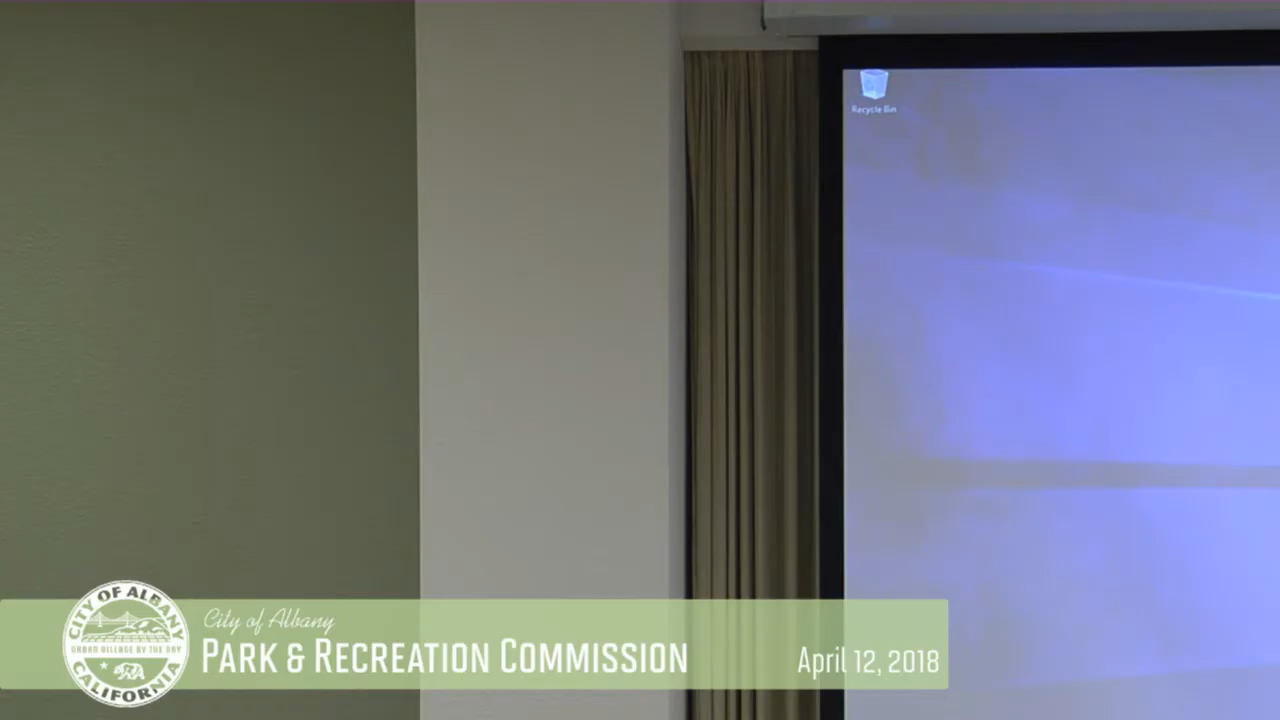 Recycle Bin
CITY OF ALBANY
URBAN VILLAGE BY THE BAY
CALIFORNIA
City of Albany
PARK & RECREATION COMMISSION
April 12, 2018